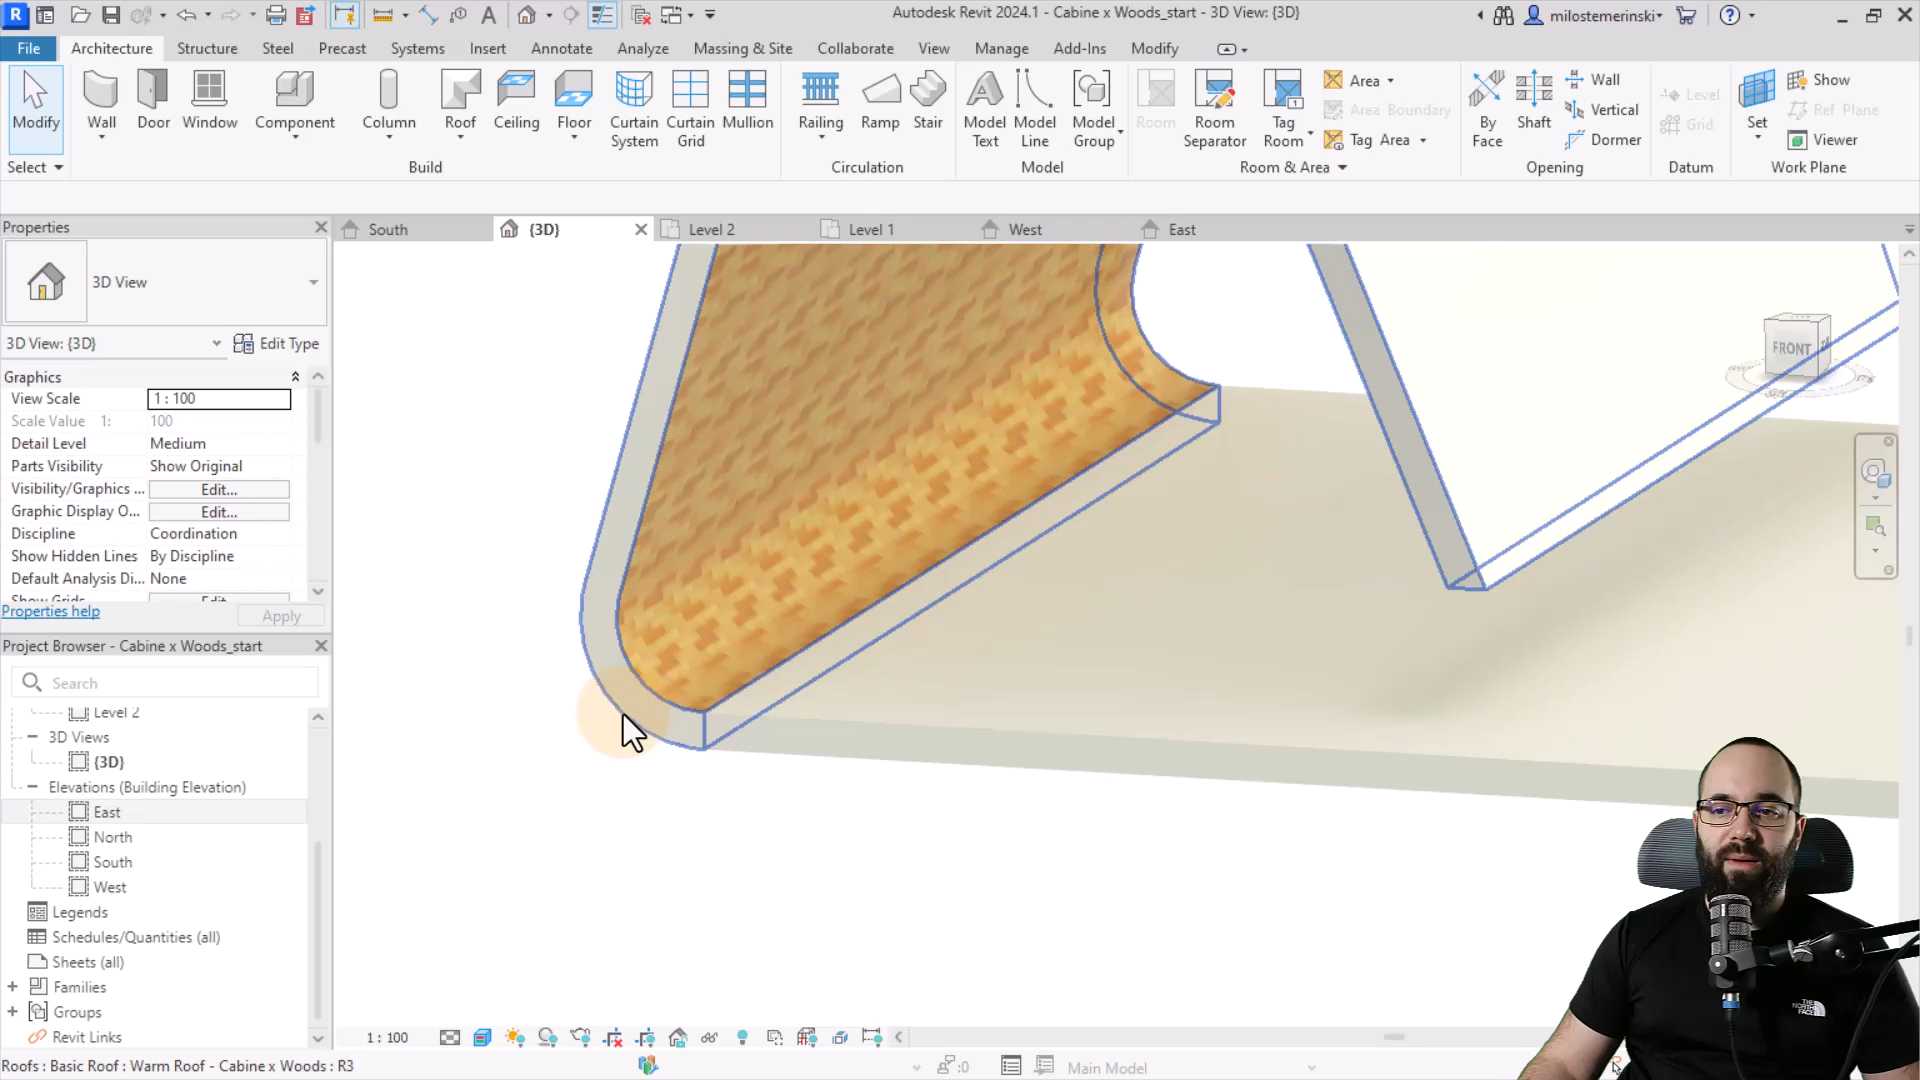 Autodesk Revit 2024.1 - Cabine x Woods_start - 3D View: {3D}
milostemerinski
File Architecture Structure Steel Precast Systems Insert Annotate Analyze Massing & Site Collaborate View Manage Add-Ins Modify
Modify Wall Door Window Component Column Roof Ceiling Floor Curtain System Curtain Grid Mullion Railing Ramp Stair Model Text Model Line Model Group Room Room Separator Tag Room
Area
Area Boundary
Tag Area
By Face Shaft
Wall
Vertical
Dormer
Level
Grid
Set
Show
Ref Plane
Viewer
Select Build Circulation Model Room & Area Opening Datum Work Plane
Properties
South {3D} Level 2 Level 1 West East
3D View
3D View: {3D} Edit Type
Graphics
View Scale 1 : 100
Scale Value 1: 100
Detail Level Medium
Parts Visibility Show Original
Visibility/Graphics ... Edit...
Graphic Display O... Edit...
Discipline Coordination
Show Hidden Lines By Discipline
Default Analysis Di... None
Show Grids Edit...
Properties help Apply
Project Browser - Cabine x Woods_start
Search
Level 2
3D Views
{3D}
Elevations (Building Elevation)
East
North
South
West
Legends
Schedules/Quantities (all)
Sheets (all)
Families
Groups
Revit Links
FRONT
THE NORTH FACE
1 : 100
Roofs : Basic Roof : Warm Roof - Cabine x Woods : R3
:0
Main Model